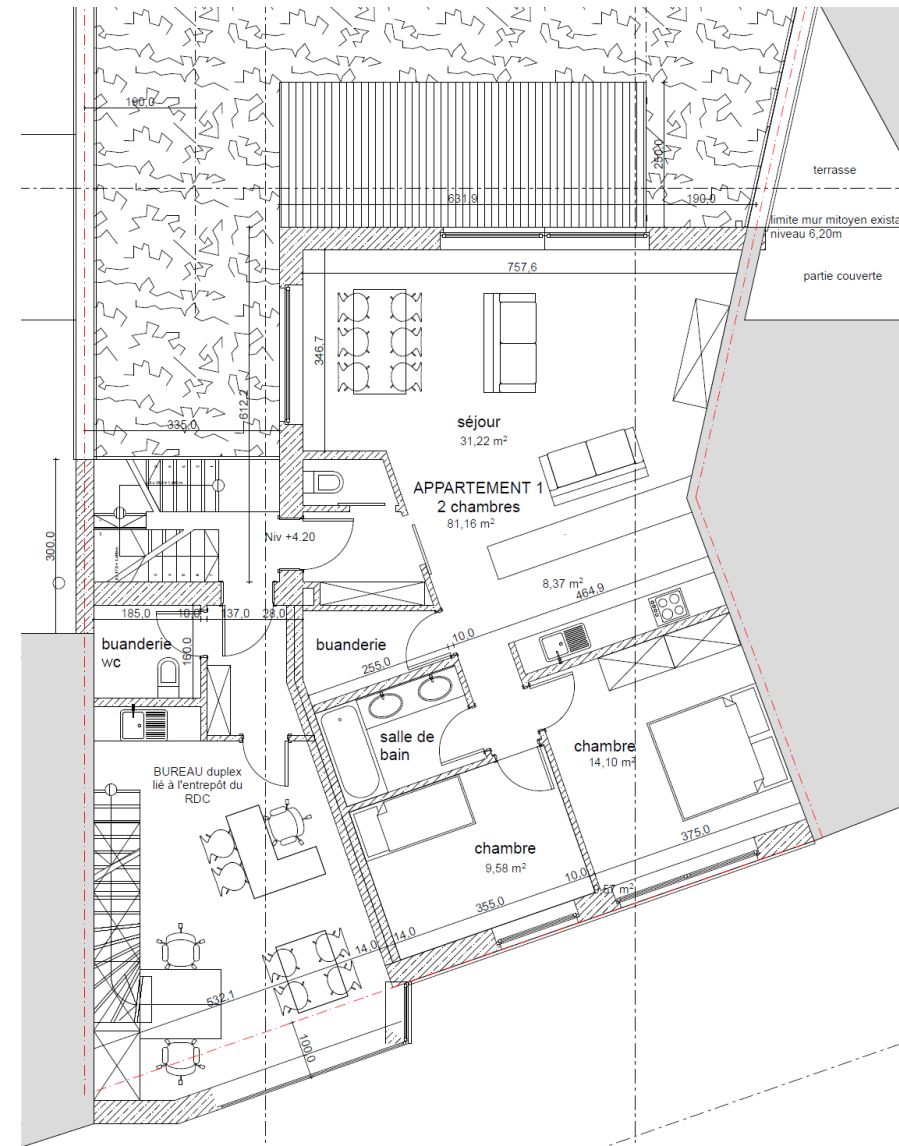 190,0
250,0
terrasse
631,9
190,0
limite mur mitoyen exista
niveau 6,20m
757,6
partie couverte
346,7
612,2
séjour
31,22 m²
335,0
APPARTEMENT 1
2 chambres
81,16 m²
300,0
Niv +4.20
8,37 m²
464,9
185,0
10,0
137,0
28,0
buanderie
wc
160,0
buanderie
10,0
255,0
salle de
bain
chambre
14,10 m²
BUREAU duplex
lié à l'entrepôt du
RDC
chambre
9,58 m²
375,0
10,0
355,0
14,0
14,0
532,1
100,0